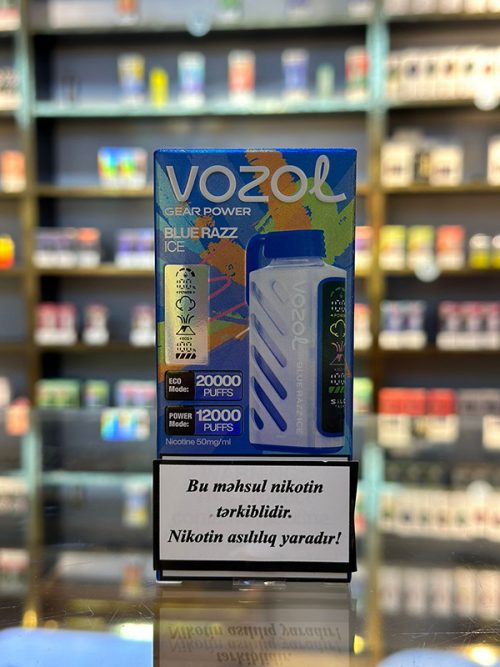 VOZOL
GEAR POWER
BLUE RAZZ
ICE
VOZOL
BLUE RAZZ ICE
ECO
Mode:
20000
PUFFS
POWER
Mode:
12000
PUFFS
Nicotine 50mg/ml
Bu məhsul nikotin
tərkiblidir.
Nikotin asılılıq yaradır!